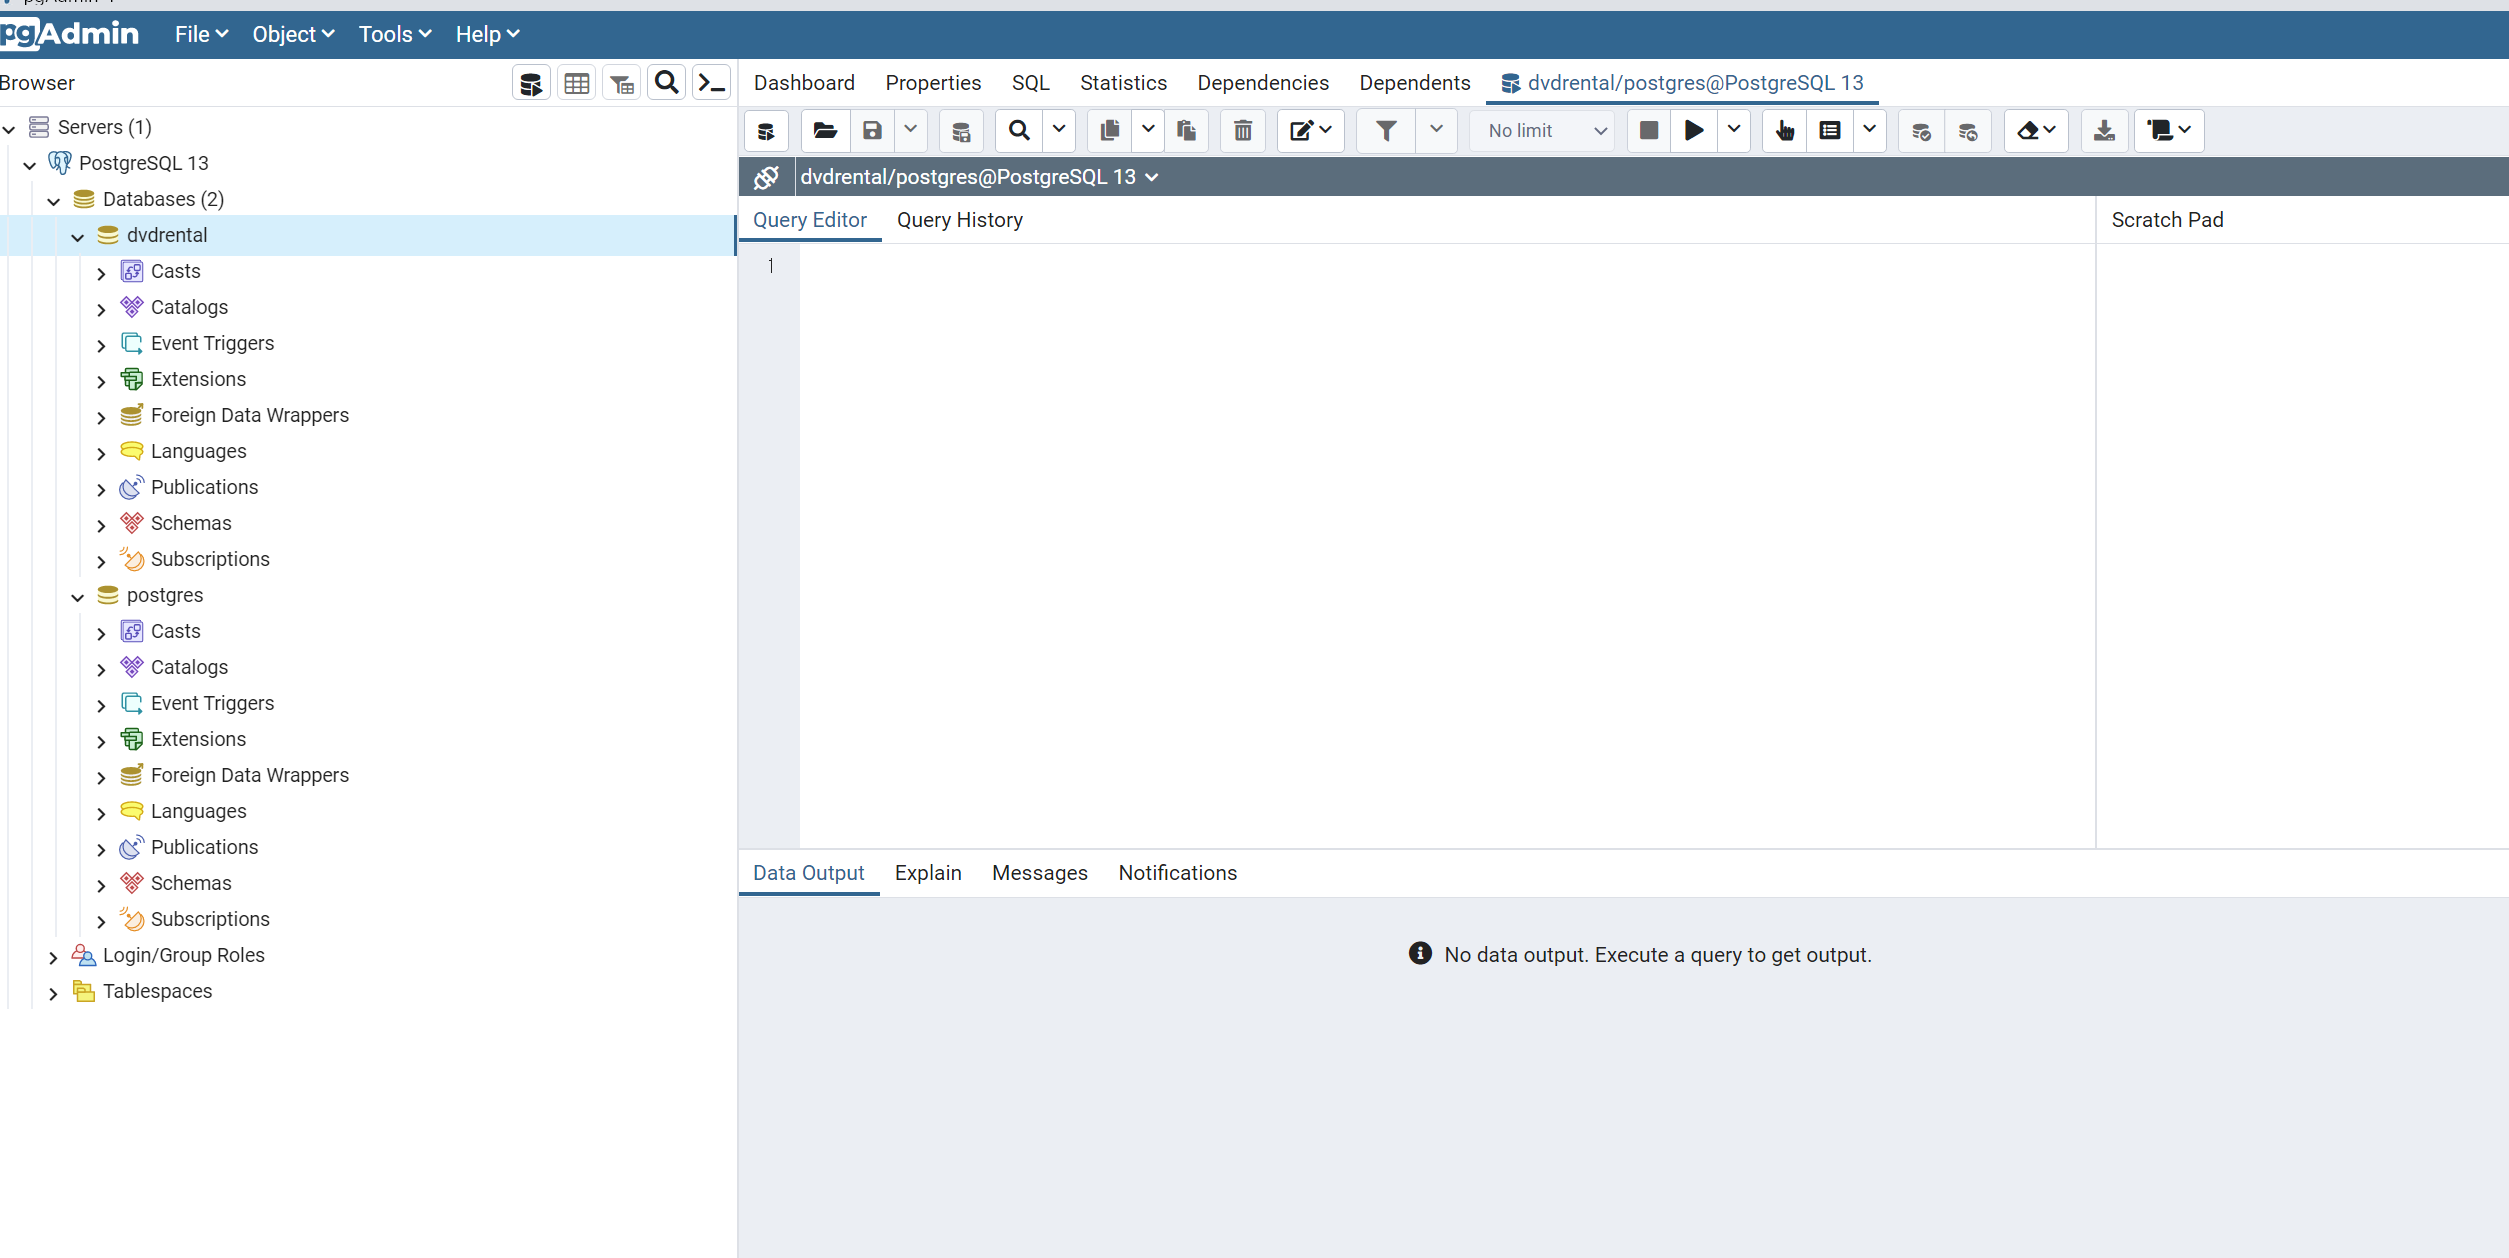 pgAdmin 4
pgAdmin File Object Tools Help
Browser
Dashboard Properties SQL Statistics Dependencies Dependents dvdrental/postgres@PostgreSQL 13
No limit
dvdrental/postgres@PostgreSQL 13
Query Editor Query History
Scratch Pad
1
Servers (1)
PostgreSQL 13
Databases (2)
dvdrental
Casts
Catalogs
Event Triggers
Extensions
Foreign Data Wrappers
Languages
Publications
Schemas
Subscriptions
postgres
Casts
Catalogs
Event Triggers
Extensions
Foreign Data Wrappers
Languages
Publications
Schemas
Subscriptions
Login/Group Roles
Tablespaces
Data Output Explain Messages Notifications
No data output. Execute a query to get output.